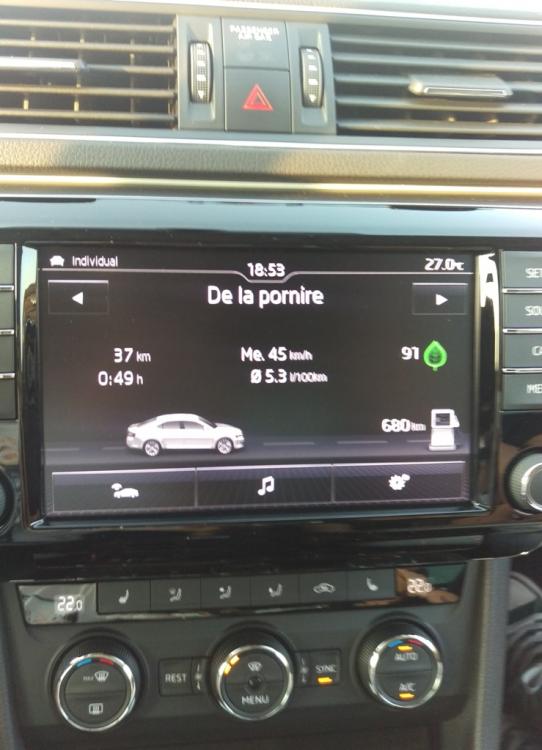 PASSENGER
AIR BAG
Individual
18:53
27.0°C
De la pornire
37 km
Me. 45 km/h
91
0:49 h
Ø 5.3 l/100km
680 km
22.0
22.0
REST
MENU
SYNC
AUTO
A/C
MAX